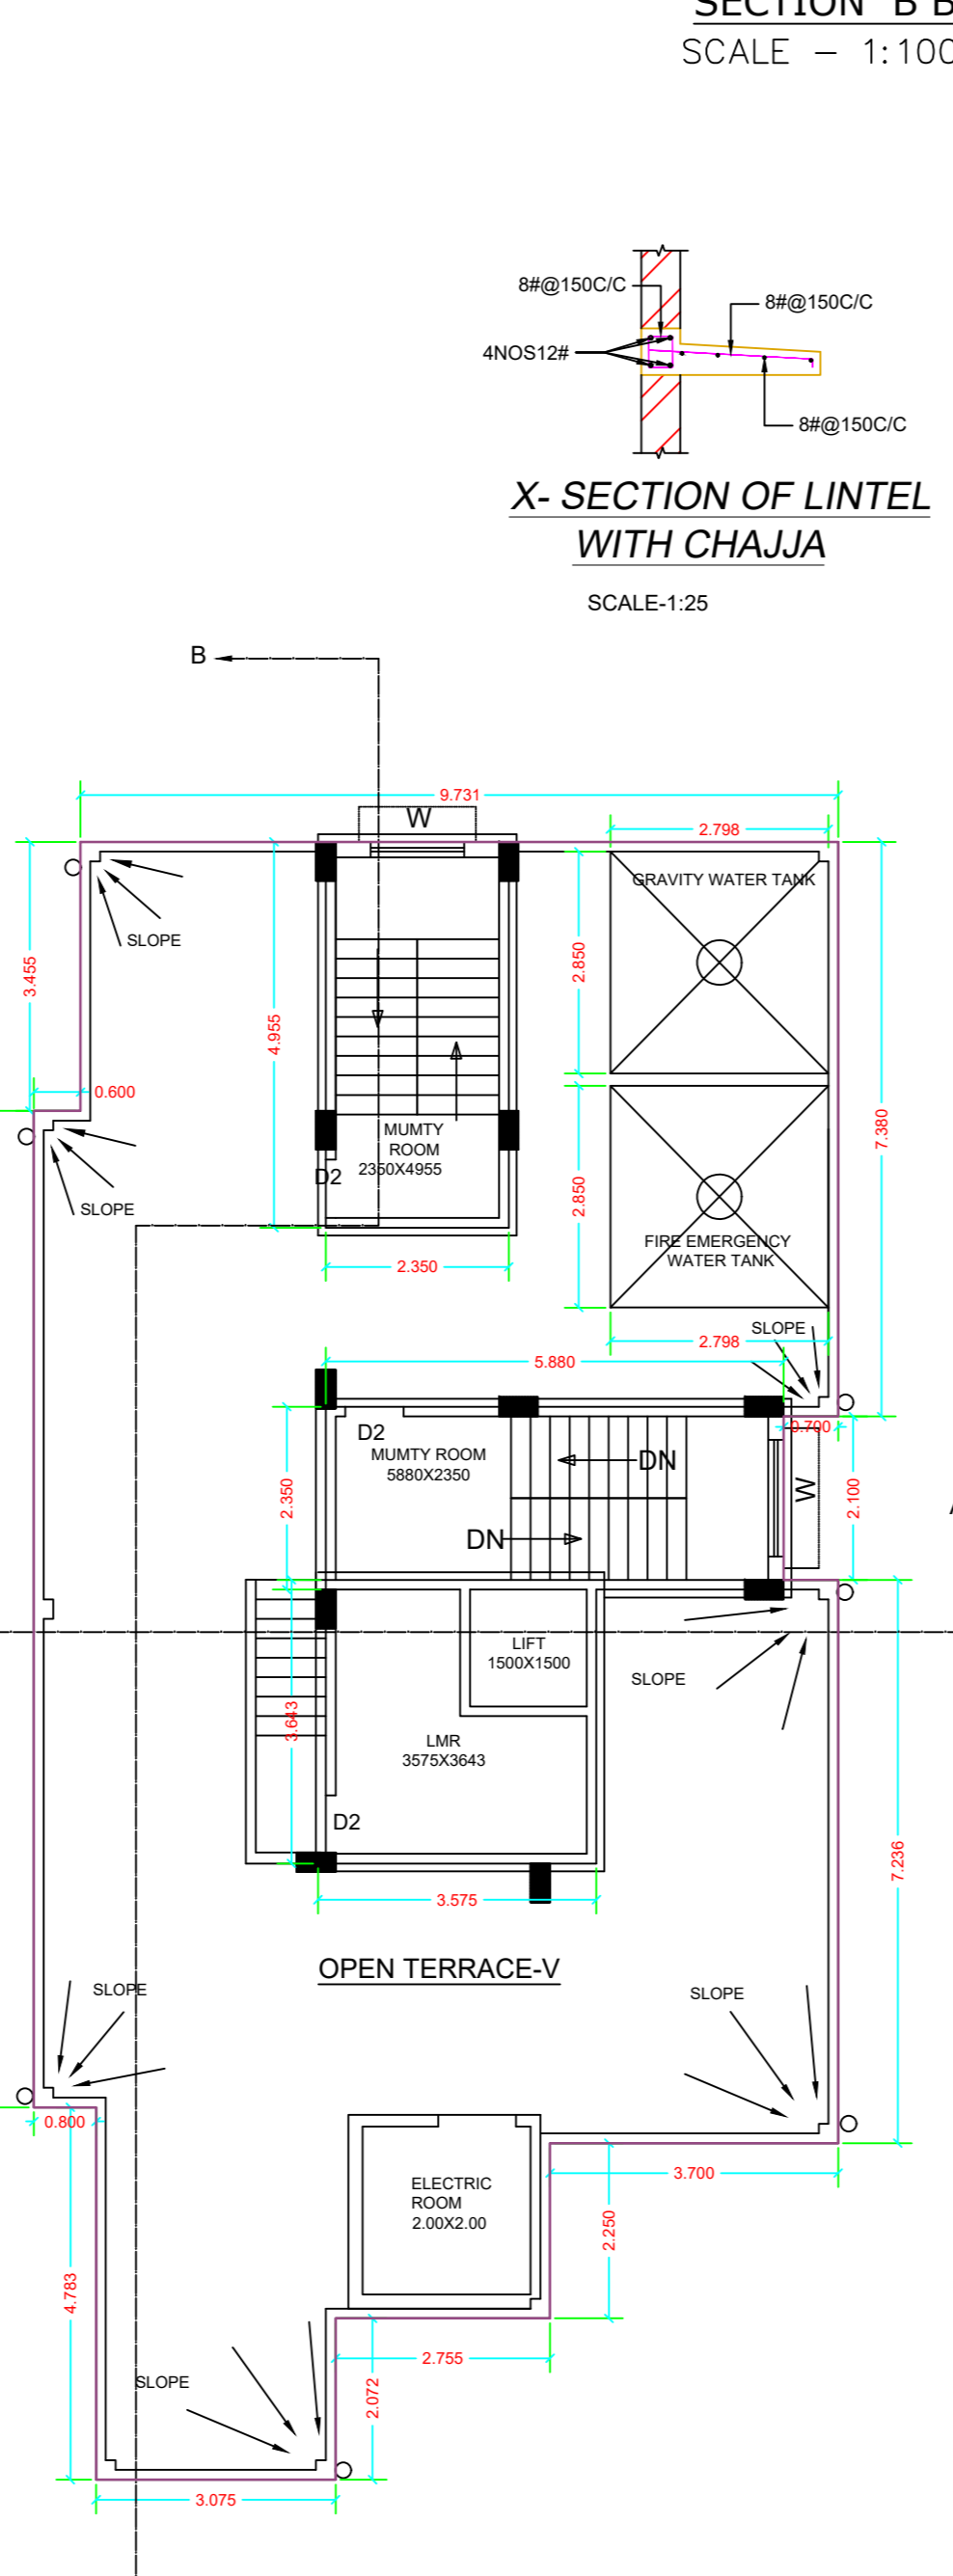 SECTION B B
SCALE - 1:100
8#@150C/C
8#@150C/C
4NOS12#
8#@150C/C
X- SECTION OF LINTEL
WITH CHAJJA
SCALE-1:25
B
9.731
W
2.798
GRAVITY WATER TANK
SLOPE
3.455
2.850
4.955
0.600
7.380
MUMTY
ROOM
2350X4955
D2
SLOPE
2.850
FIRE EMERGENCY
WATER TANK
2.350
SLOPE
2.798
5.880
0.700
D2
MUMTY ROOM
5880X2350
DN
W
2.350
2.100
DN
LIFT
1500X1500
SLOPE
3.643
LMR
3575X3643
D2
7.236
3.575
OPEN TERRACE-V
SLOPE
SLOPE
0.800
3.700
ELECTRIC
ROOM
2.00X2.00
2.250
4.783
2.755
SLOPE
2.072
3.075